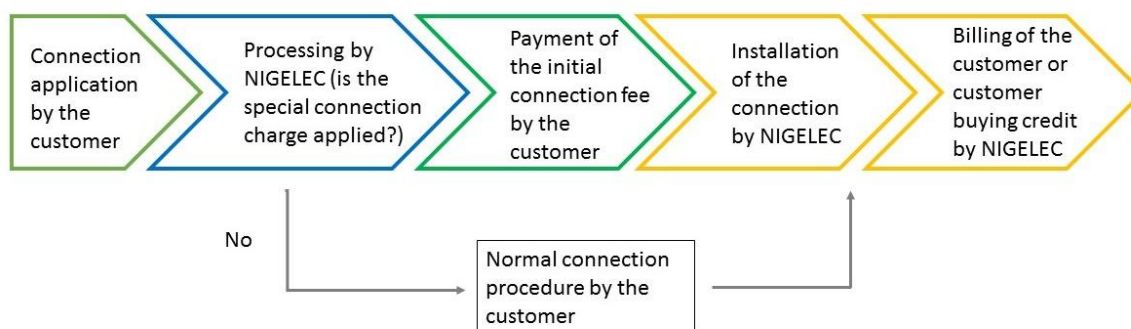 Connection
application
by the
customer
Processing by
NIGELEC (is the
special connection
charge applied?)
Payment of
the initial
connection fee
by the
customer
Installation
of the
connection
by NIGELEC
Billing of the
customer or
customer
buying credit
by NIGELEC
No
Normal connection
procedure by the
customer